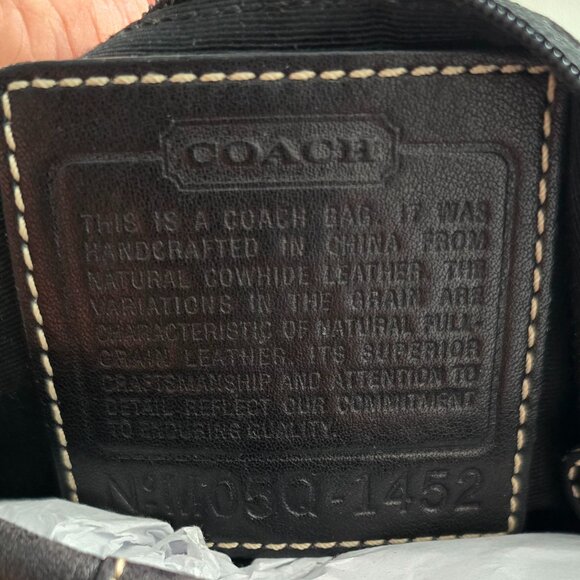 COACH
THIS IS A COACH BAG. IT WAS
HANDCRAFTED IN CHINA FROM
NATURAL COWHIDE LEATHER. THE
VARIATIONS IN THE GRAIN ARE
CHARACTERISTIC OF NATURAL FULL-
GRAIN LEATHER. ITS SUPERIOR
CRAFTSMANSHIP AND ATTENTION TO
DETAIL REFLECT OUR COMMITMENT
TO ENDURING QUALITY.
Nº M05Q-1452